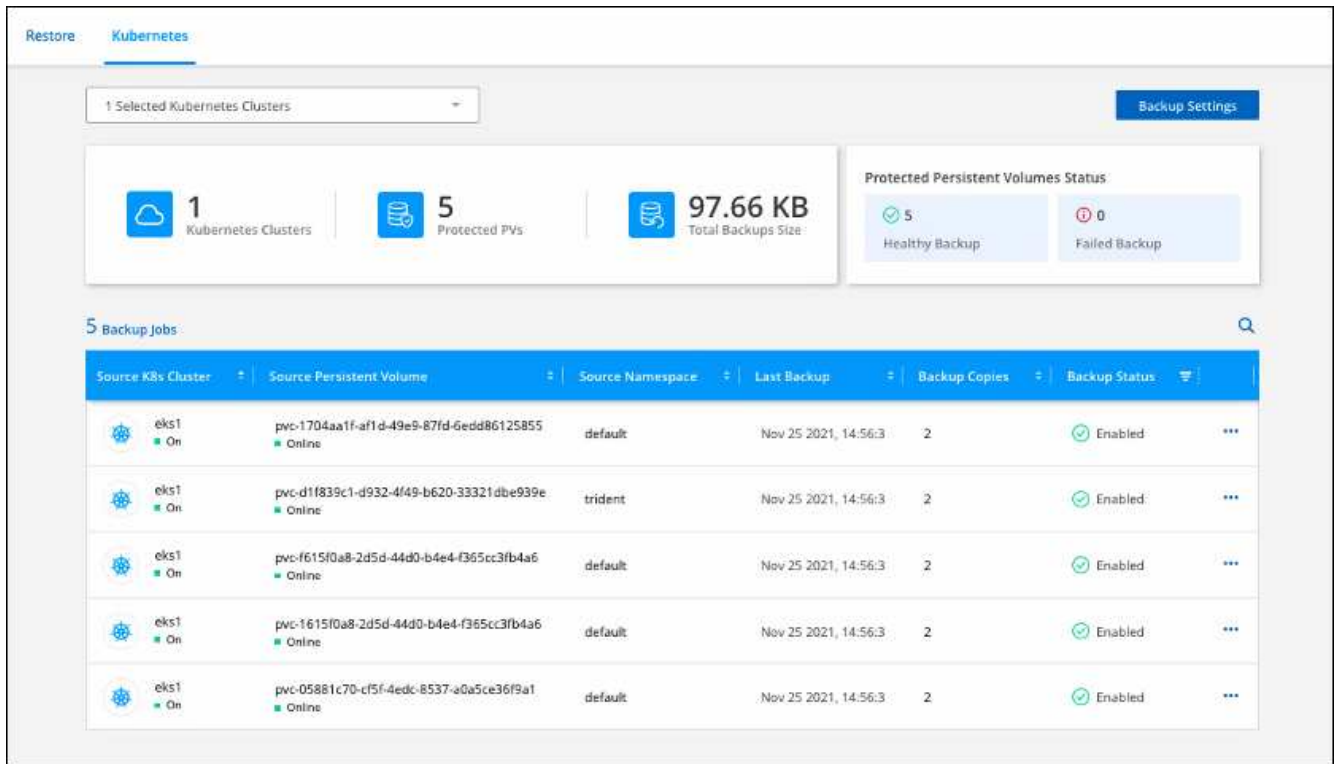 Restore Kubernetes
1 Selected Kubernetes Clusters Backup Settings
Protected Persistent Volumes Status
1 5 97.66 KB
Kubernetes Clusters Protected PVs Total Backups Size
5 0
Healthy Backup Failed Backup
5 Backup Jobs
Source K8s Cluster Source Persistent Volume Source Namespace Last Backup Backup Copies Backup Status
eks1 pvc-1704aa1f-af1d-49e9-87fd-6edd86125855 default Nov 25 2021, 14:56:3 2 Enabled
On Online
eks1 pvc-d1f839c1-d932-4f49-b620-33321dbe939e trident Nov 25 2021, 14:56:3 2 Enabled
On Online
eks1 pvc-f615f0a8-2d5d-44d0-b4e4-f365cc3fb4a6 default Nov 25 2021, 14:56:3 2 Enabled
On Online
eks1 pvc-1615f0a8-2d5d-44d0-b4e4-f365cc3fb4a6 default Nov 25 2021, 14:56:3 2 Enabled
On Online
eks1 pvc-05881c70-cf5f-4edc-8537-a0a5ce36f9a1 default Nov 25 2021, 14:56:3 2 Enabled
On Online